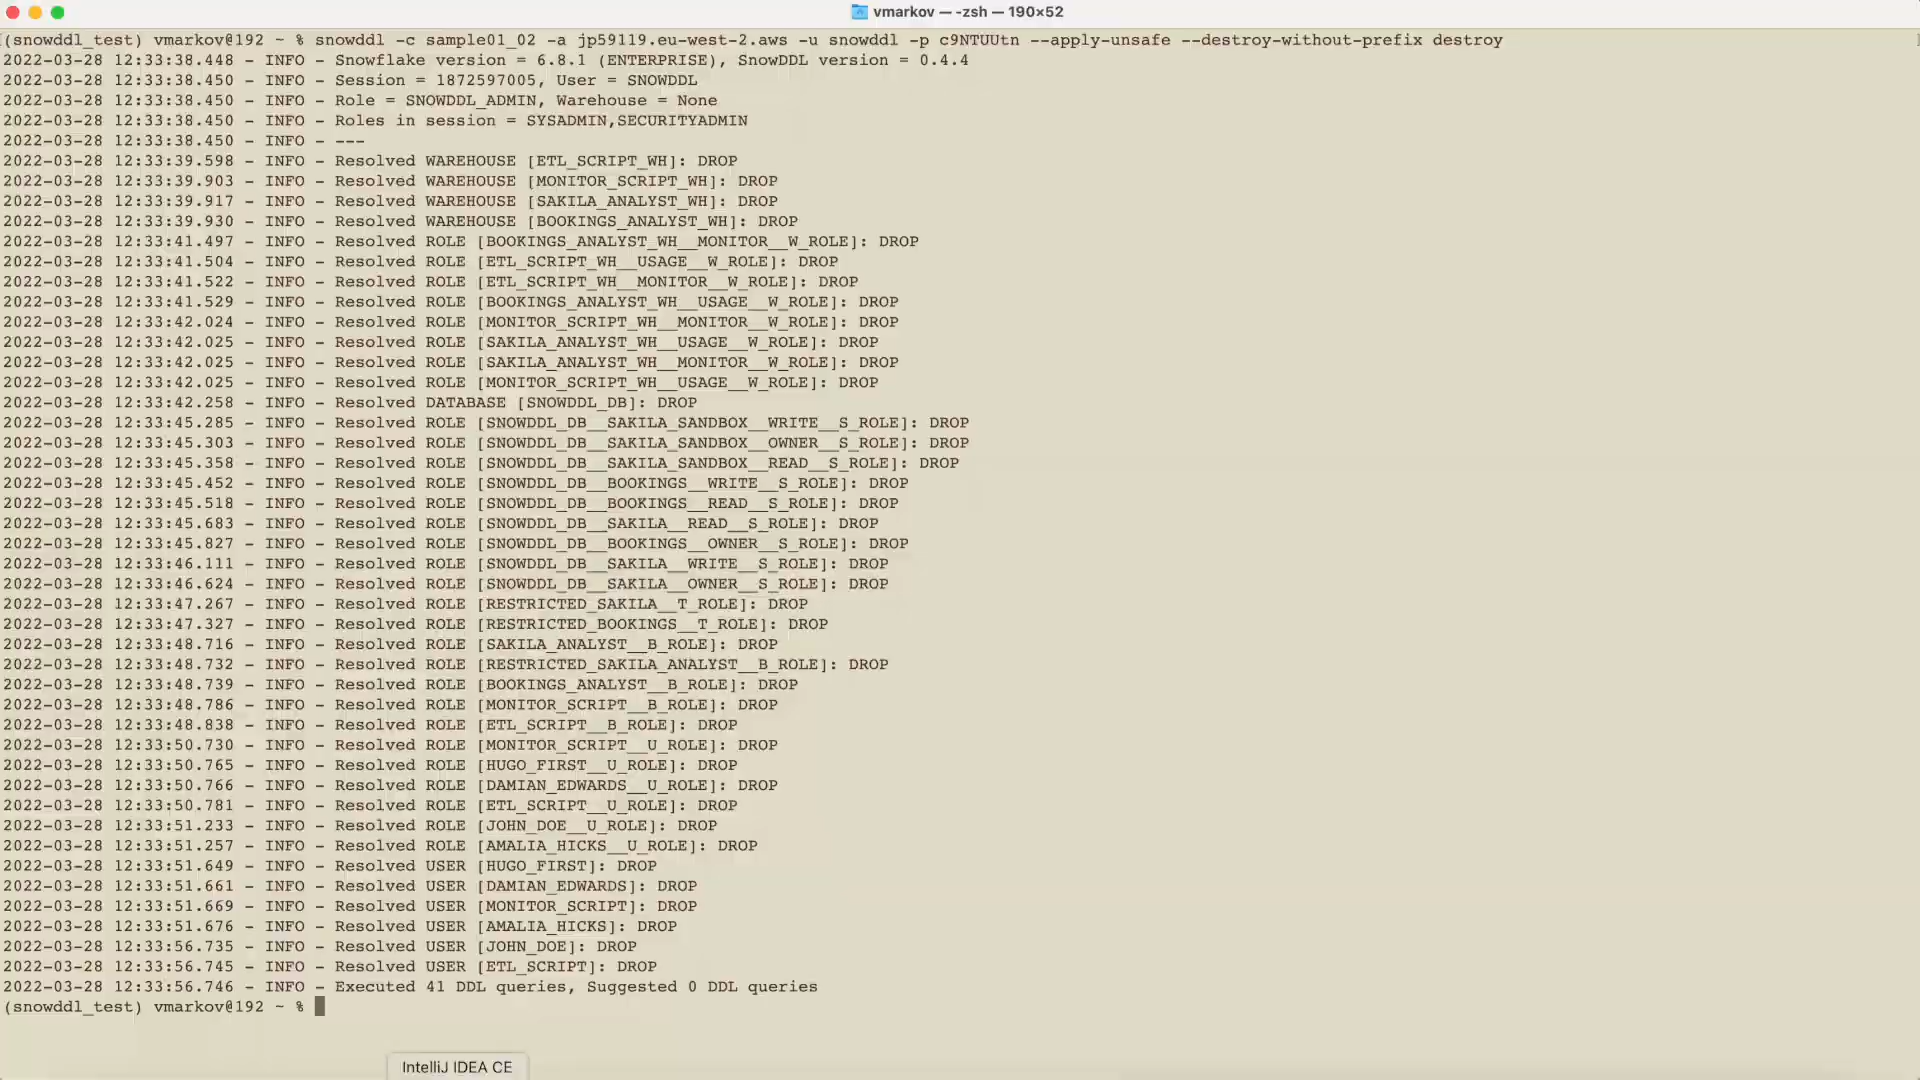 vmarkov — -zsh — 190×52
(snowddl_test) vmarkov@192 ~ % snowddl -c sample01_02 -a jp59119.eu-west-2.aws -u snowddl -p c9NTUUtn --apply-unsafe --destroy-without-prefix destroy
2022-03-28 12:33:38.448 - INFO - Snowflake version = 6.8.1 (ENTERPRISE), SnowDDL version = 0.4.4
2022-03-28 12:33:38.450 - INFO - Session = 1872597005, User = SNOWDDL
2022-03-28 12:33:38.450 - INFO - Role = SNOWDDL_ADMIN, Warehouse = None
2022-03-28 12:33:38.450 - INFO - Roles in session = SYSADMIN,SECURITYADMIN
2022-03-28 12:33:38.450 - INFO - ---
2022-03-28 12:33:39.598 - INFO - Resolved WAREHOUSE [ETL_SCRIPT_WH]: DROP
2022-03-28 12:33:39.903 - INFO - Resolved WAREHOUSE [MONITOR_SCRIPT_WH]: DROP
2022-03-28 12:33:39.917 - INFO - Resolved WAREHOUSE [SAKILA_ANALYST_WH]: DROP
2022-03-28 12:33:39.930 - INFO - Resolved WAREHOUSE [BOOKINGS_ANALYST_WH]: DROP
2022-03-28 12:33:41.497 - INFO - Resolved ROLE [BOOKINGS_ANALYST_WH__MONITOR__W_ROLE]: DROP
2022-03-28 12:33:41.504 - INFO - Resolved ROLE [ETL_SCRIPT_WH__USAGE__W_ROLE]: DROP
2022-03-28 12:33:41.522 - INFO - Resolved ROLE [ETL_SCRIPT_WH__MONITOR__W_ROLE]: DROP
2022-03-28 12:33:41.529 - INFO - Resolved ROLE [BOOKINGS_ANALYST_WH__USAGE__W_ROLE]: DROP
2022-03-28 12:33:42.024 - INFO - Resolved ROLE [MONITOR_SCRIPT_WH__MONITOR__W_ROLE]: DROP
2022-03-28 12:33:42.025 - INFO - Resolved ROLE [SAKILA_ANALYST_WH__USAGE__W_ROLE]: DROP
2022-03-28 12:33:42.025 - INFO - Resolved ROLE [SAKILA_ANALYST_WH__MONITOR__W_ROLE]: DROP
2022-03-28 12:33:42.025 - INFO - Resolved ROLE [MONITOR_SCRIPT_WH__USAGE__W_ROLE]: DROP
2022-03-28 12:33:42.258 - INFO - Resolved DATABASE [SNOWDDL_DB]: DROP
2022-03-28 12:33:45.285 - INFO - Resolved ROLE [SNOWDDL_DB__SAKILA_SANDBOX__WRITE__S_ROLE]: DROP
2022-03-28 12:33:45.303 - INFO - Resolved ROLE [SNOWDDL_DB__SAKILA_SANDBOX__OWNER__S_ROLE]: DROP
2022-03-28 12:33:45.358 - INFO - Resolved ROLE [SNOWDDL_DB__SAKILA_SANDBOX__READ__S_ROLE]: DROP
2022-03-28 12:33:45.452 - INFO - Resolved ROLE [SNOWDDL_DB__BOOKINGS__WRITE__S_ROLE]: DROP
2022-03-28 12:33:45.518 - INFO - Resolved ROLE [SNOWDDL_DB__BOOKINGS__READ__S_ROLE]: DROP
2022-03-28 12:33:45.683 - INFO - Resolved ROLE [SNOWDDL_DB__SAKILA__READ__S_ROLE]: DROP
2022-03-28 12:33:45.827 - INFO - Resolved ROLE [SNOWDDL_DB__BOOKINGS__OWNER__S_ROLE]: DROP
2022-03-28 12:33:46.111 - INFO - Resolved ROLE [SNOWDDL_DB__SAKILA__WRITE__S_ROLE]: DROP
2022-03-28 12:33:46.624 - INFO - Resolved ROLE [SNOWDDL_DB__SAKILA__OWNER__S_ROLE]: DROP
2022-03-28 12:33:47.267 - INFO - Resolved ROLE [RESTRICTED_SAKILA__T_ROLE]: DROP
2022-03-28 12:33:47.327 - INFO - Resolved ROLE [RESTRICTED_BOOKINGS__T_ROLE]: DROP
2022-03-28 12:33:48.716 - INFO - Resolved ROLE [SAKILA_ANALYST__B_ROLE]: DROP
2022-03-28 12:33:48.732 - INFO - Resolved ROLE [RESTRICTED_SAKILA_ANALYST__B_ROLE]: DROP
2022-03-28 12:33:48.739 - INFO - Resolved ROLE [BOOKINGS_ANALYST__B_ROLE]: DROP
2022-03-28 12:33:48.786 - INFO - Resolved ROLE [MONITOR_SCRIPT__B_ROLE]: DROP
2022-03-28 12:33:48.838 - INFO - Resolved ROLE [ETL_SCRIPT__B_ROLE]: DROP
2022-03-28 12:33:50.730 - INFO - Resolved ROLE [MONITOR_SCRIPT__U_ROLE]: DROP
2022-03-28 12:33:50.765 - INFO - Resolved ROLE [HUGO_FIRST__U_ROLE]: DROP
2022-03-28 12:33:50.766 - INFO - Resolved ROLE [DAMIAN_EDWARDS__U_ROLE]: DROP
2022-03-28 12:33:50.781 - INFO - Resolved ROLE [ETL_SCRIPT__U_ROLE]: DROP
2022-03-28 12:33:51.233 - INFO - Resolved ROLE [JOHN_DOE__U_ROLE]: DROP
2022-03-28 12:33:51.257 - INFO - Resolved ROLE [AMALIA_HICKS__U_ROLE]: DROP
2022-03-28 12:33:51.649 - INFO - Resolved USER [HUGO_FIRST]: DROP
2022-03-28 12:33:51.661 - INFO - Resolved USER [DAMIAN_EDWARDS]: DROP
2022-03-28 12:33:51.669 - INFO - Resolved USER [MONITOR_SCRIPT]: DROP
2022-03-28 12:33:51.676 - INFO - Resolved USER [AMALIA_HICKS]: DROP
2022-03-28 12:33:56.735 - INFO - Resolved USER [JOHN_DOE]: DROP
2022-03-28 12:33:56.745 - INFO - Resolved USER [ETL_SCRIPT]: DROP
2022-03-28 12:33:56.746 - INFO - Executed 41 DDL queries, Suggested 0 DDL queries
(snowddl_test) vmarkov@192 ~ %
IntelliJ IDEA CE